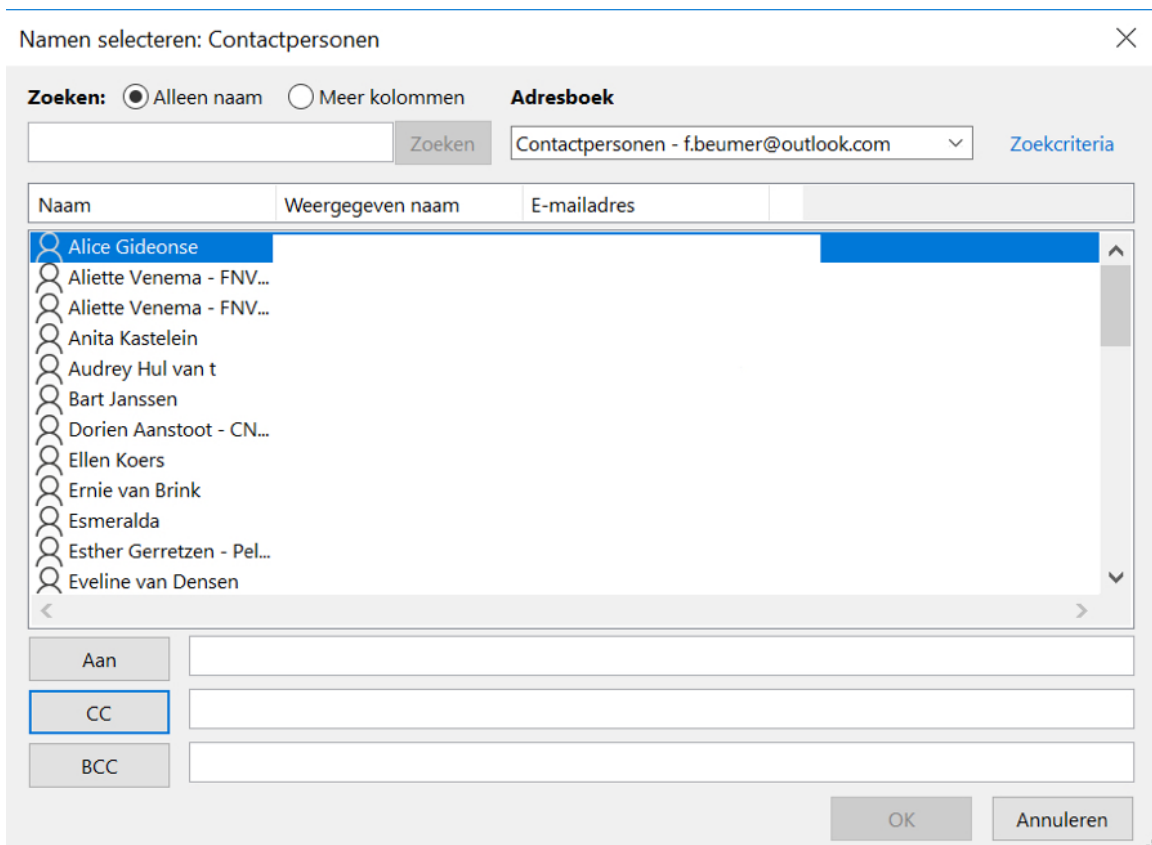 Namen selecteren: Contactpersonen
Zoeken: Alleen naam Meer kolommen Adresboek
Zoeken Contactpersonen - f.beumer@outlook.com Zoekcriteria
Naam Weergegeven naam E-mailadres
Alice Gideonse
Aliette Venema - FNV...
Aliette Venema - FNV...
Anita Kastelein
Audrey Hul van t
Bart Janssen
Dorien Aanstoot - CN...
Ellen Koers
Ernie van Brink
Esmeralda
Esther Gerretzen - Pel...
Eveline van Densen
Aan
CC
BCC
OK Annuleren